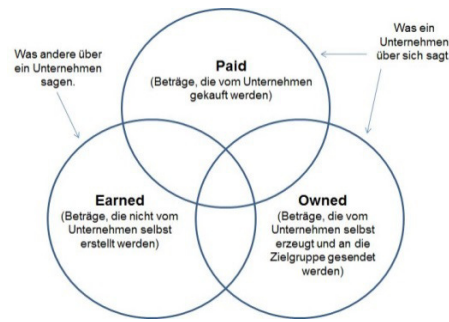 Was andere über
ein Unternehmen
sagen.
Was ein
Unternehmen
über sich sagt
Paid
(Beträge, die vom Unternehmen
gekauft werden)
Earned
(Beträge, die nicht vom
Unternehmen selbst
erstellt werden)
Owned
(Beträge, die vom
Unternehmen selbst
erzeugt und an die
Zielgruppe gesendet
werden)